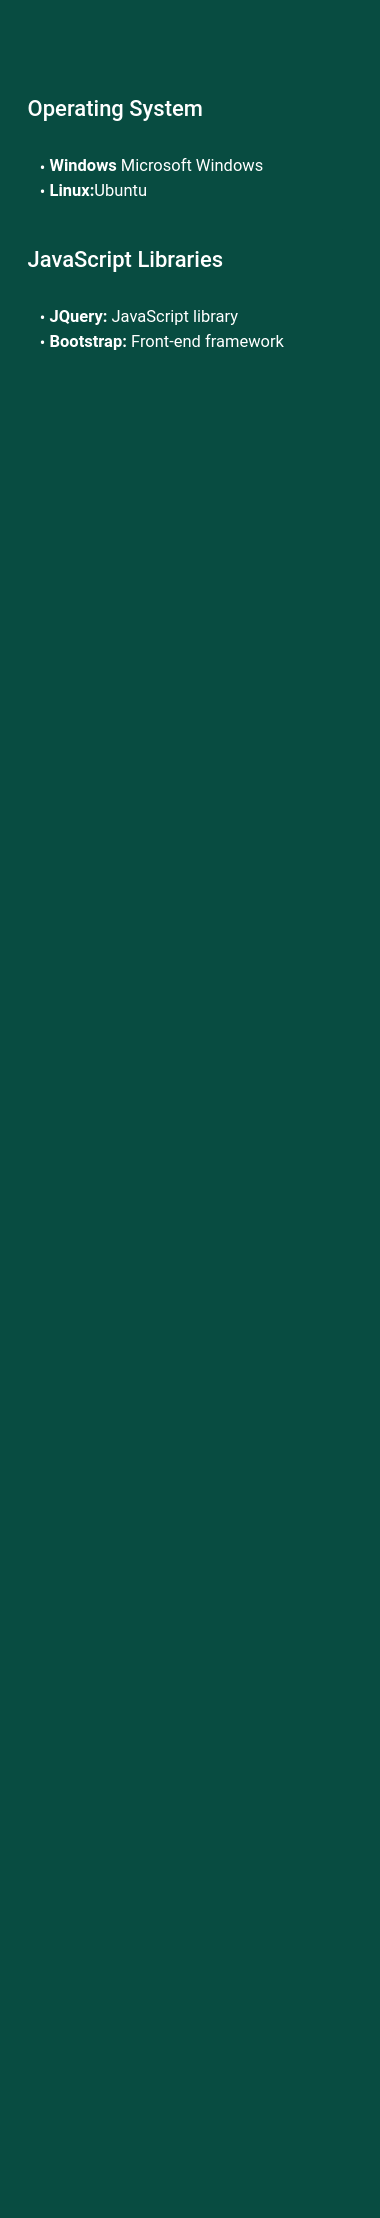 Operating System
• Windows Microsoft Windows
• Linux:Ubuntu
JavaScript Libraries
• JQuery: JavaScript library
• Bootstrap: Front-end framework